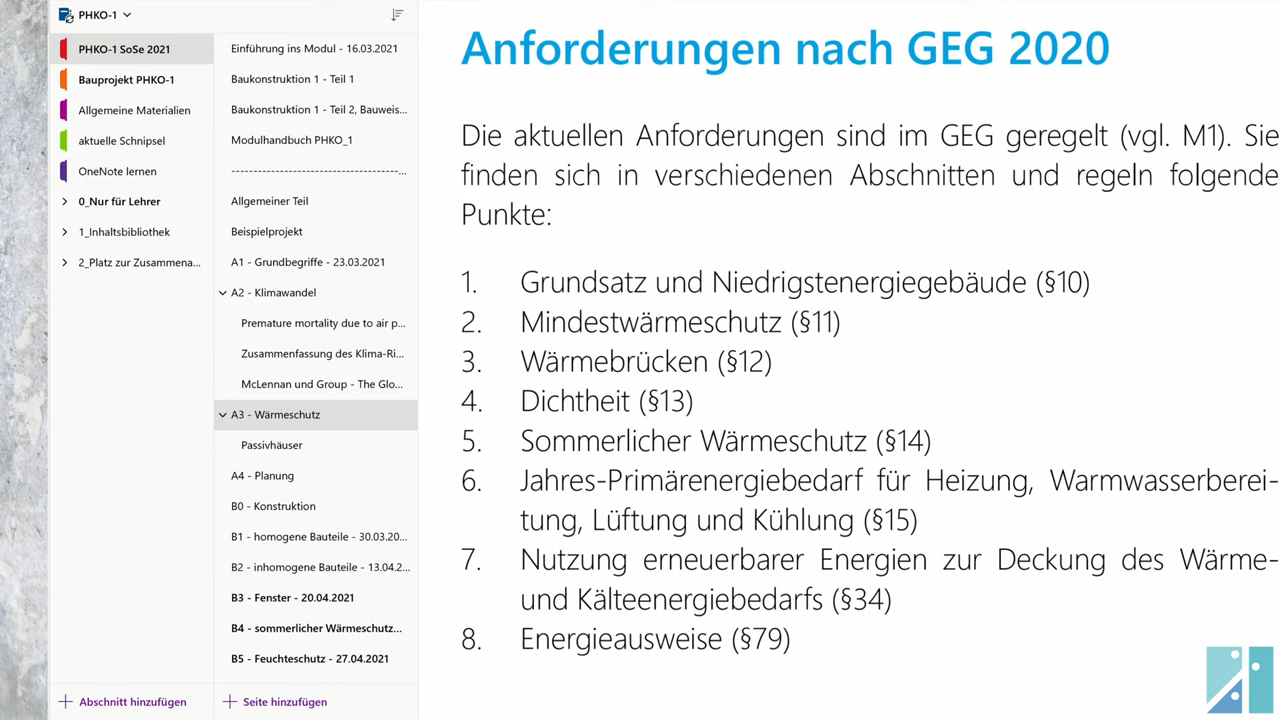 PHKO-1
PHKO-1 SoSe 2021
Bauprojekt PHKO-1
Allgemeine Materialien
aktuelle Schnipsel
OneNote lernen
0_Nur für Lehrer
1_Inhaltsbibliothek
2_Platz zur Zusammena...
Abschnitt hinzufügen
Einführung ins Modul - 16.03.2021
Baukonstruktion 1 - Teil 1
Baukonstruktion 1 - Teil 2, Bauweis...
Modulhandbuch PHKO_1
--------------------------------------...
Allgemeiner Teil
Beispielprojekt
A1 - Grundbegriffe - 23.03.2021
A2 - Klimawandel
Premature mortality due to air p...
Zusammenfassung des Klima-Ri...
McLennan und Group - The Glo...
A3 - Wärmeschutz
Passivhäuser
A4 - Planung
B0 - Konstruktion
B1 - homogene Bauteile - 30.03.20...
B2 - inhomogene Bauteile - 13.04.2...
B3 - Fenster - 20.04.2021
B4 - sommerlicher Wärmeschutz...
B5 - Feuchteschutz - 27.04.2021
Seite hinzufügen
Anforderungen nach GEG 2020
Die aktuellen Anforderungen sind im GEG geregelt (vgl. M1). Sie
finden sich in verschiedenen Abschnitten und regeln folgende
Punkte:
1. Grundsatz und Niedrigstenergiegebäude (§10)
2. Mindestwärmeschutz (§11)
3. Wärmebrücken (§12)
4. Dichtheit (§13)
5. Sommerlicher Wärmeschutz (§14)
6. Jahres-Primärenergiebedarf für Heizung, Warmwasserberei-
tung, Lüftung und Kühlung (§15)
7. Nutzung erneuerbarer Energien zur Deckung des Wärme-
und Kälteenergiebedarfs (§34)
8. Energieausweise (§79)